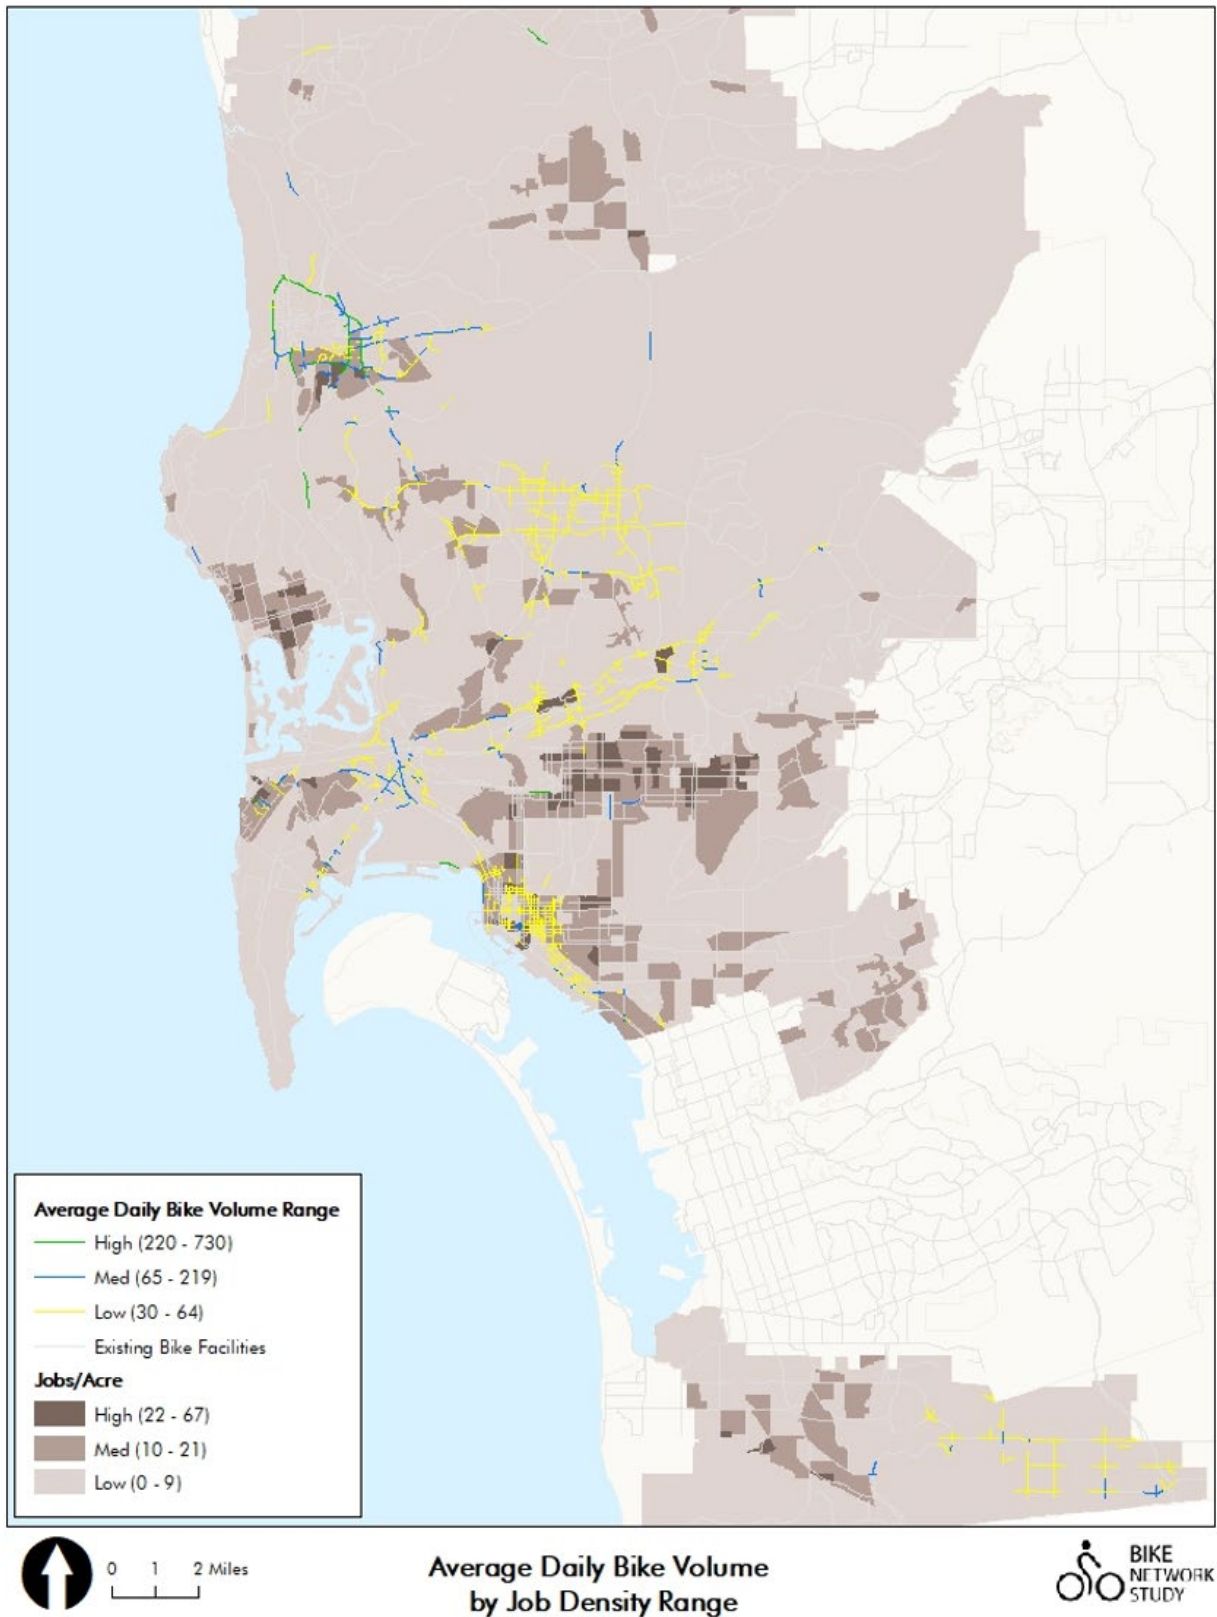 Average Daily Bike Volume Range
High (220 - 730)
Med (65 - 219)
Low (30 - 64)
Existing Bike Facilities
Jobs/Acre
High (22 - 67)
Med (10 - 21)
Low (0 - 9)
0 1 2 Miles
Average Daily Bike Volume
by Job Density Range
BIKE
NETWORK
STUDY